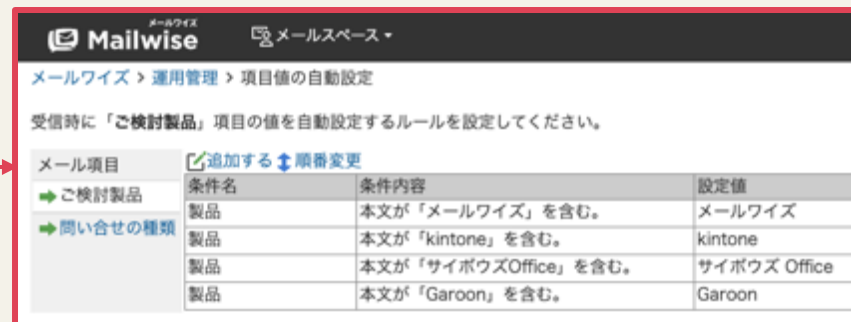 メールワイズ
Mailwise メールスペース
メールワイズ > 運用管理 > 項目値の自動設定
受信時に「ご検討製品」項目の値を自動設定するルールを設定してください。
メール項目
ご検討製品
問い合せの種類
追加する 順番変更
条件名 条件内容 設定値
製品 本文が「メールワイズ」を含む。 メールワイズ
製品 本文が「kintone」を含む。 kintone
製品 本文が「サイボウズOffice」を含む。 サイボウズ Office
製品 本文が「Garoon」を含む。 Garoon